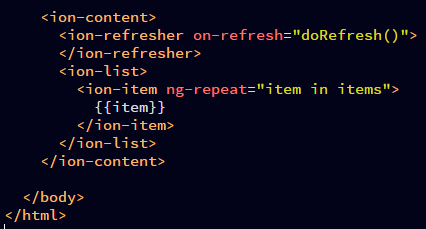 <ion-content>
<ion-refresher on-refresh="doRefresh()">
</ion-refresher>
<ion-list>
<ion-item ng-repeat="item in items">
{{item}}
</ion-item>
</ion-list>
</ion-content>
</body>
</html>